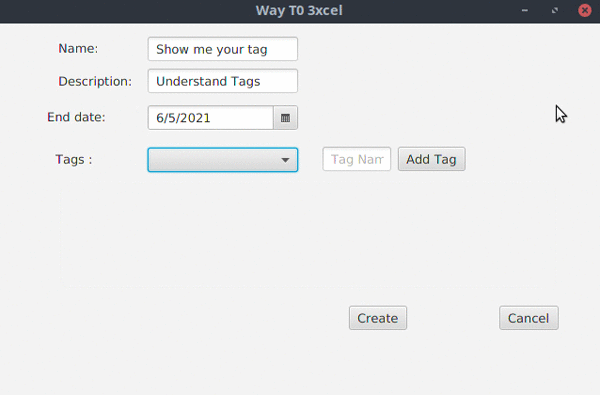 Way T0 3xcel
Name: Show me your tag
Description: Understand Tags
End date: 6/5/2021
Tags : Tag Nam Add Tag
Create Cancel